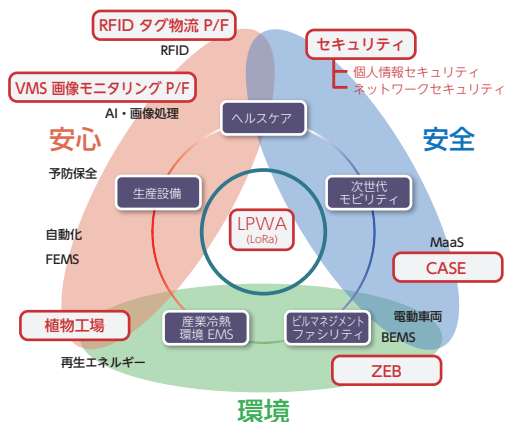 RFID タグ物流 P/F
RFID
セキュリティ
個人情報セキュリティ
ネットワークセキュリティ
VMS 画像モニタリング P/F
AI・画像処理
ヘルスケア
安心
安全
予防保全
生産設備
次世代
モビリティ
LPWA
(LoRa)
自動化
FEMS
MaaS
CASE
植物工場
産業冷熱
環境 EMS
ビルマネジメント
ファシリティ
電動車両
BEMS
再生エネルギー
ZEB
環境